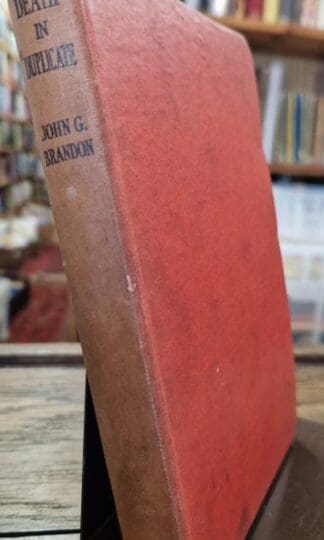 DEATH
IN
DUPLICATE
JOHN G.
BRANDON